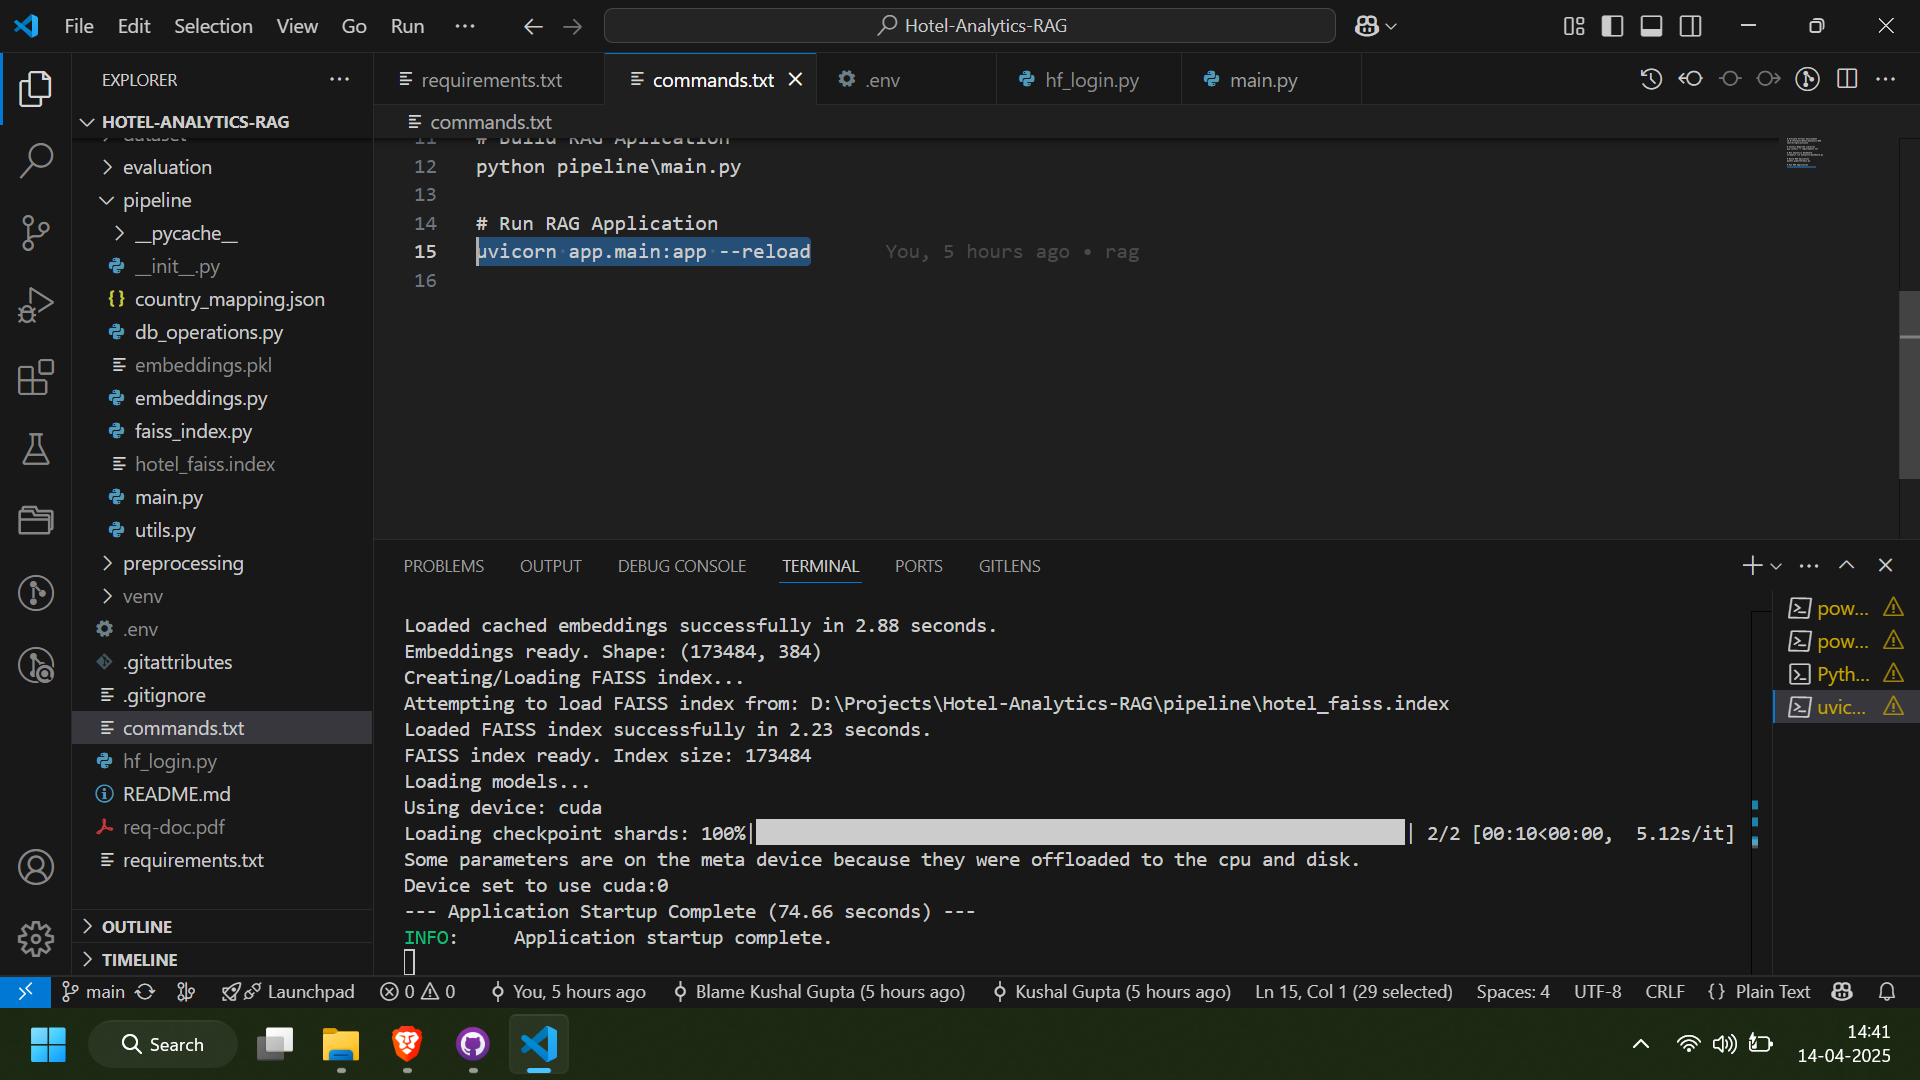 File Edit Selection View Go Run ... Hotel-Analytics-RAG
EXPLORER ...
requirements.txt commands.txt .env hf_login.py main.py
HOTEL-ANALYTICS-RAG
dataset
evaluation
pipeline
__pycache__
__init__.py
country_mapping.json
db_operations.py
embeddings.pkl
embeddings.py
faiss_index.py
hotel_faiss.index
main.py
utils.py
preprocessing
venv
.env
.gitattributes
.gitignore
commands.txt
hf_login.py
README.md
req-doc.pdf
requirements.txt
OUTLINE
TIMELINE
commands.txt
11 # Build RAG Aplication
12 python pipeline\main.py
13
14 # Run RAG Application
15 uvicorn app.main:app --reload You, 5 hours ago • rag
16
PROBLEMS OUTPUT DEBUG CONSOLE TERMINAL PORTS GITLENS
Loaded cached embeddings successfully in 2.88 seconds.
Embeddings ready. Shape: (173484, 384)
Creating/Loading FAISS index...
Attempting to load FAISS index from: D:\Projects\Hotel-Analytics-RAG\pipeline\hotel_faiss.index
Loaded FAISS index successfully in 2.23 seconds.
FAISS index ready. Index size: 173484
Loading models...
Using device: cuda
Loading checkpoint shards: 100%| | 2/2 [00:10<00:00, 5.12s/it]
Some parameters are on the meta device because they were offloaded to the cpu and disk.
Device set to use cuda:0
--- Application Startup Complete (74.66 seconds) ---
INFO: Application startup complete.
pow...
pow...
Pyth...
uvic...
main Launchpad 0 0 You, 5 hours ago Blame Kushal Gupta (5 hours ago) Kushal Gupta (5 hours ago) Ln 15, Col 1 (29 selected) Spaces: 4 UTF-8 CRLF {} Plain Text
Search
14:41
14-04-2025